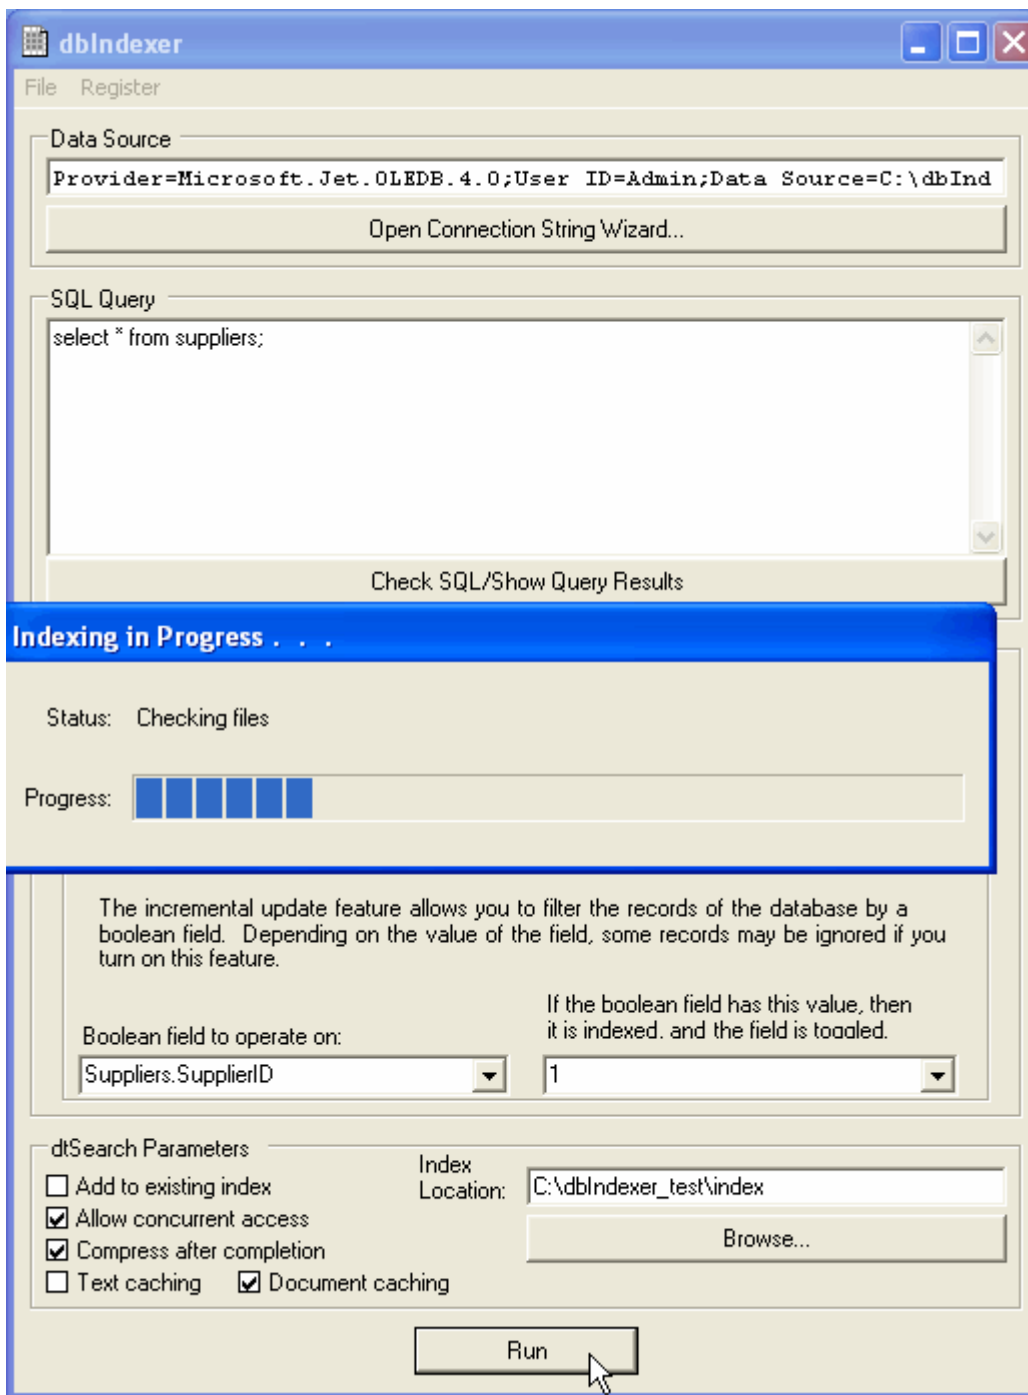 dbIndexer
File Register
Data Source
Provider=Microsoft.Jet.OLEDB.4.0;User ID=Admin;Data Source=C:\dbInd
Open Connection String Wizard...
SQL Query
select * from suppliers;
Check SQL/Show Query Results
Indexing in Progress . . .
Status: Checking files
Progress:
The incremental update feature allows you to filter the records of the database by a
boolean field. Depending on the value of the field, some records may be ignored if you
turn on this feature.
Boolean field to operate on:
Suppliers.SupplierID
If the boolean field has this value, then
it is indexed, and the field is toggled.
1
dtSearch Parameters
Add to existing index
Allow concurrent access
Compress after completion
Text caching Document caching
Index
Location:
C:\dbIndexer_test\index
Browse...
Run